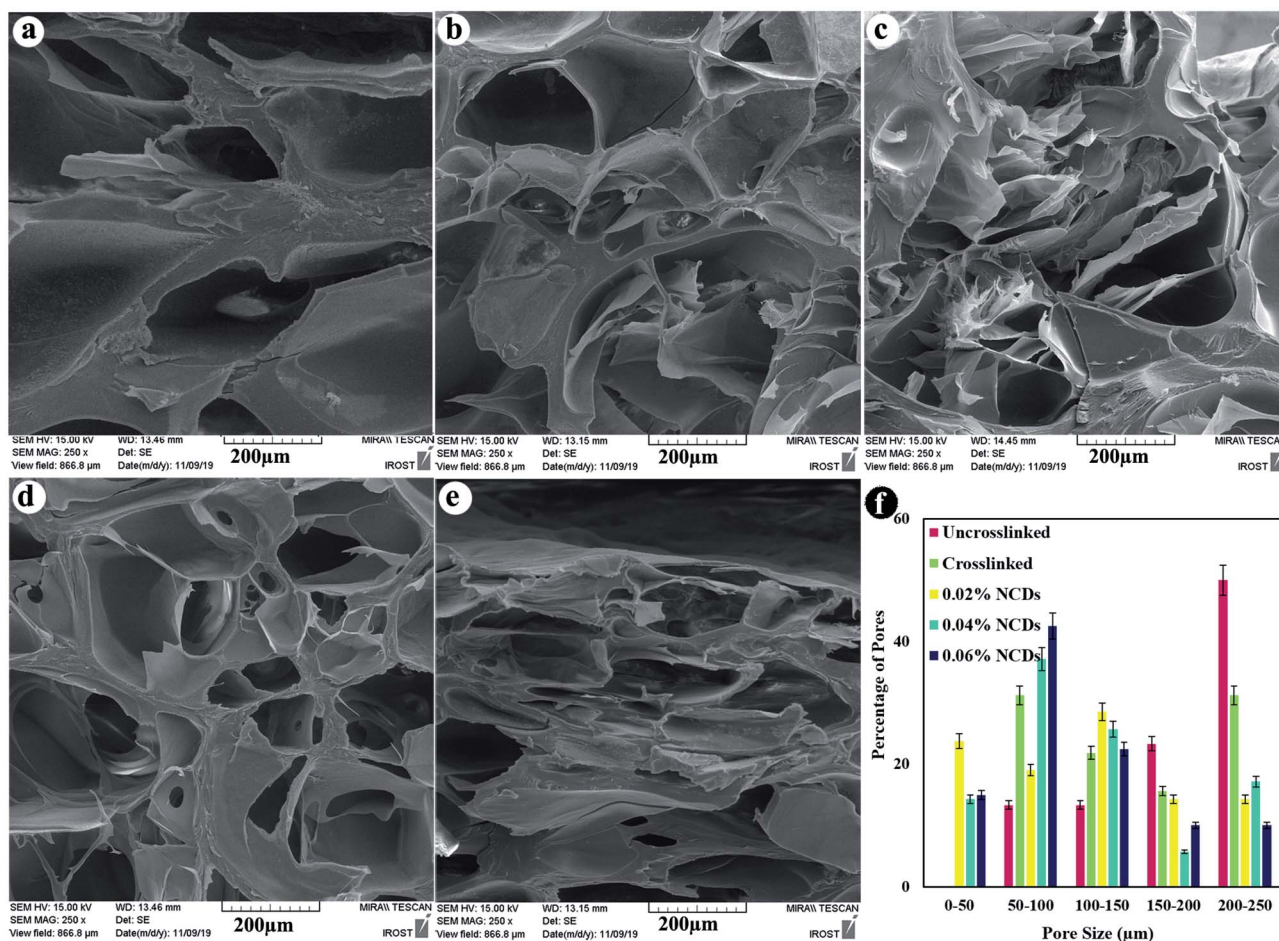 a
SEM HV: 15.00 kV WD: 13.46 mm MIRA\\ TESCAN
SEM MAG: 250 x Det: SE 200µm
View field: 866.8 µm Date(m/d/y): 11/09/19 IROST
b
SEM HV: 15.00 kV WD: 13.15 mm MIRA\\ TESCAN
SEM MAG: 250 x Det: SE 200µm
View field: 866.8 µm Date(m/d/y): 11/09/19 IROST
c
SEM HV: 15.00 kV WD: 14.45 mm MIRA\\ TESCAN
SEM MAG: 250 x Det: SE 200µm
View field: 866.8 µm Date(m/d/y): 11/09/19 IROST
d
SEM HV: 15.00 kV WD: 13.46 mm MIRA\\ TESCAN
SEM MAG: 250 x Det: SE 200µm
View field: 866.8 µm Date(m/d/y): 11/09/19 IROST
e
SEM HV: 15.00 kV WD: 13.15 mm MIRA\\ TESCAN
SEM MAG: 250 x Det: SE 200µm
View field: 866.8 µm Date(m/d/y): 11/09/19 IROST
f
60
40
20
0
Percentage of Pores
Uncrosslinked
Crosslinked
0.02% NCDs
0.04% NCDs
0.06% NCDs
0-50 50-100 100-150 150-200 200-250
Pore Size (µm)